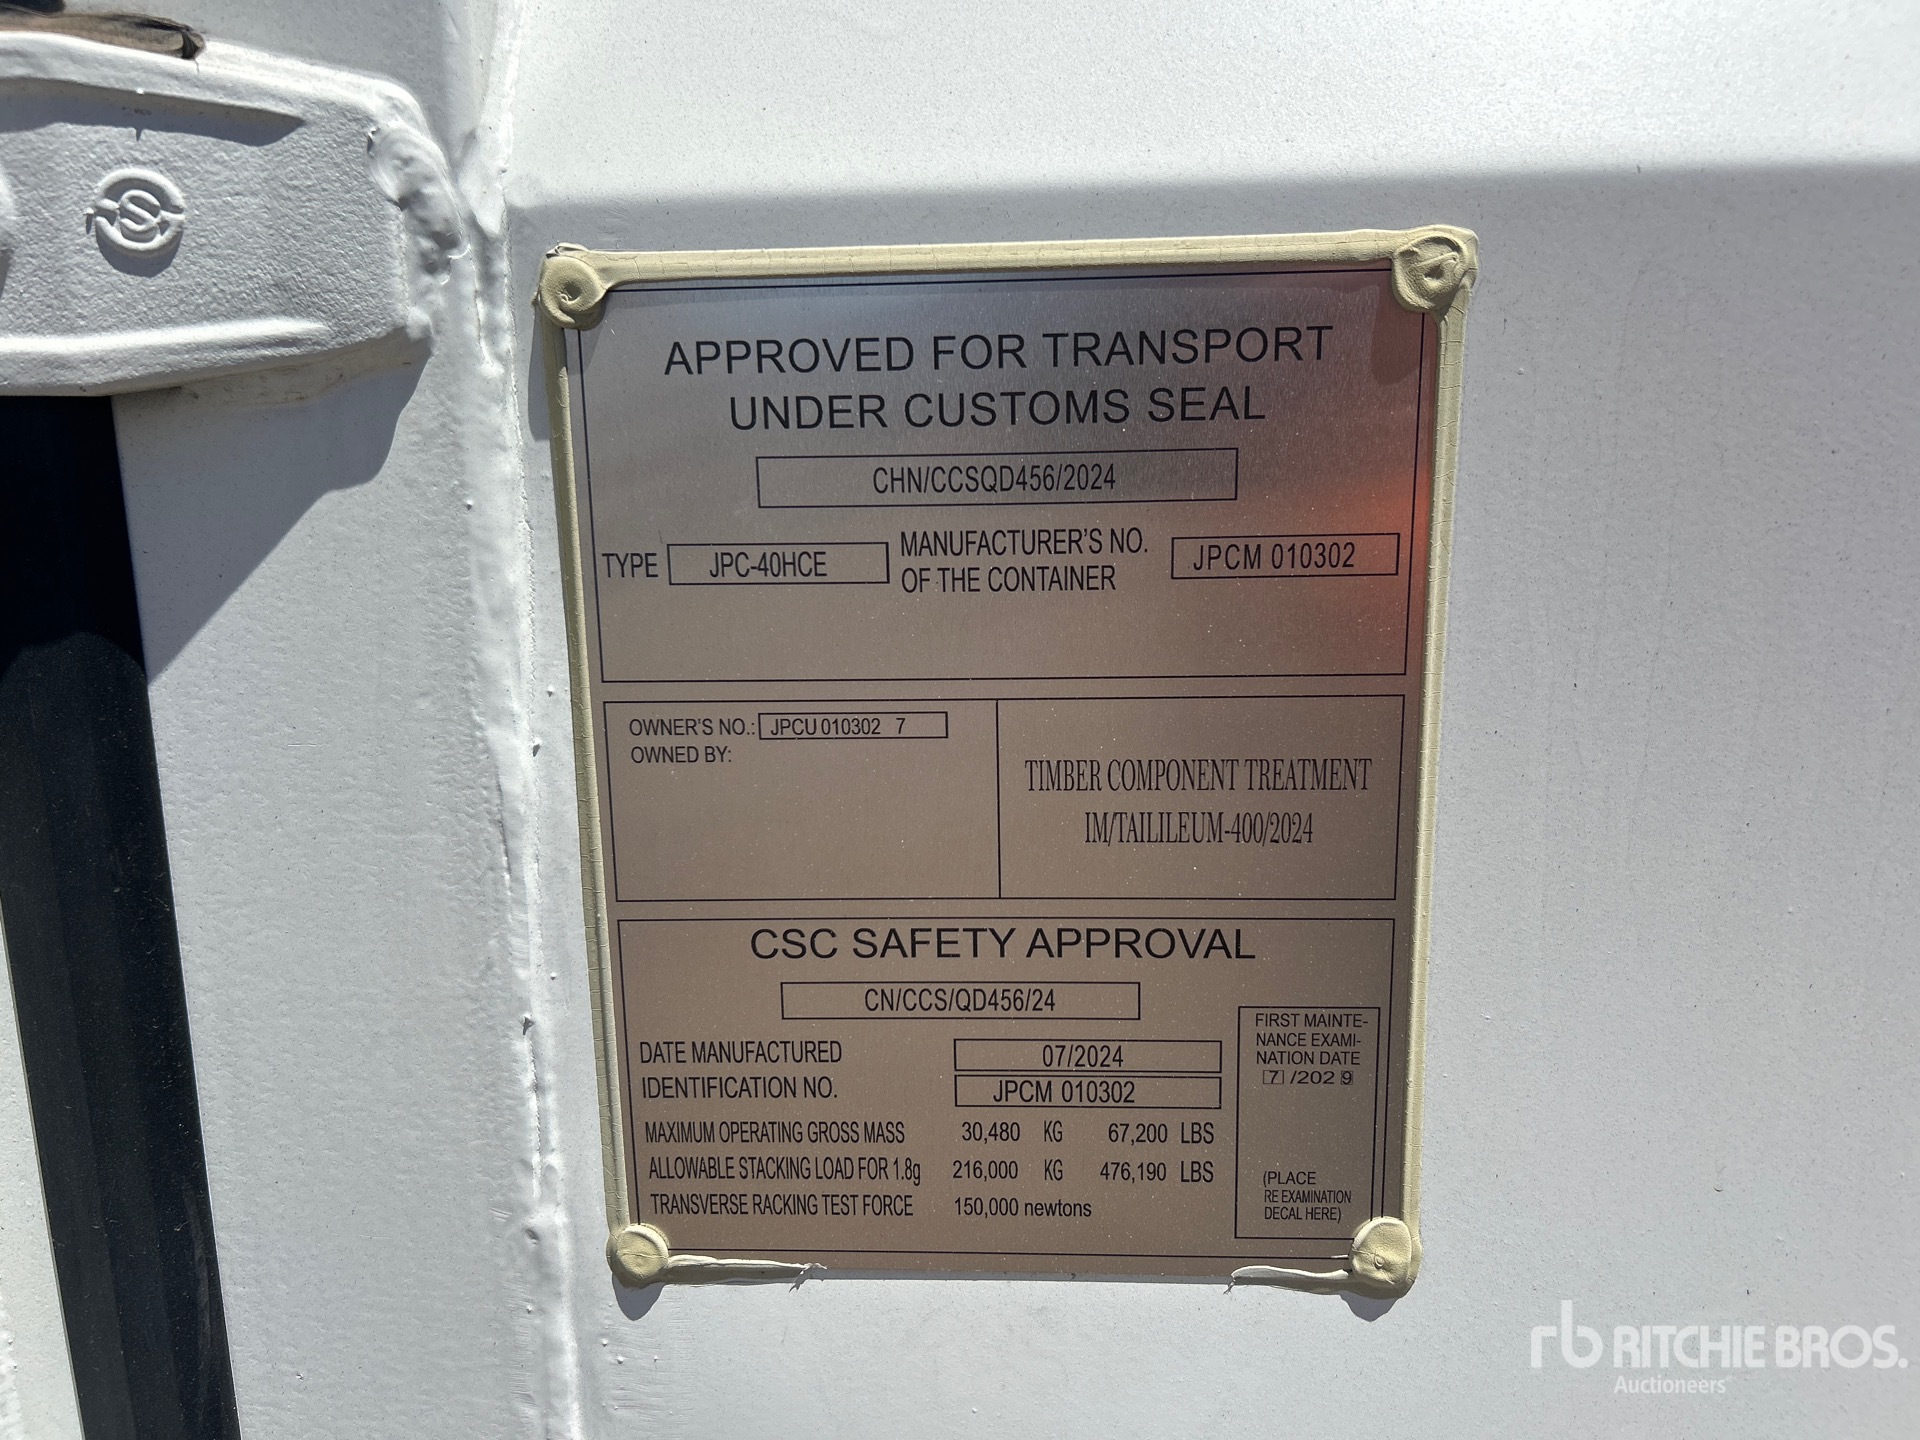 APPROVED FOR TRANSPORT
UNDER CUSTOMS SEAL
CHN/CCSQD456/2024
TYPE JPC-40HCE MANUFACTURER'S NO. OF THE CONTAINER JPCM 010302
OWNER'S NO.: JPCU 010302 7
OWNED BY:
TIMBER COMPONENT TREATMENT
IM/TAILILEUM-400/2024
CSC SAFETY APPROVAL
CN/CCS/QD456/24
DATE MANUFACTURED 07/2024
IDENTIFICATION NO. JPCM 010302
MAXIMUM OPERATING GROSS MASS 30,480 KG 67,200 LBS
ALLOWABLE STACKING LOAD FOR 1.8g 216,000 KG 476,190 LBS
TRANSVERSE RACKING TEST FORCE 150,000 newtons
FIRST MAINTE-
NANCE EXAMI-
NATION DATE
7 /202 9
(PLACE
RE EXAMINATION
DECAL HERE)
rb RITCHIE BROS.
Auctioneers